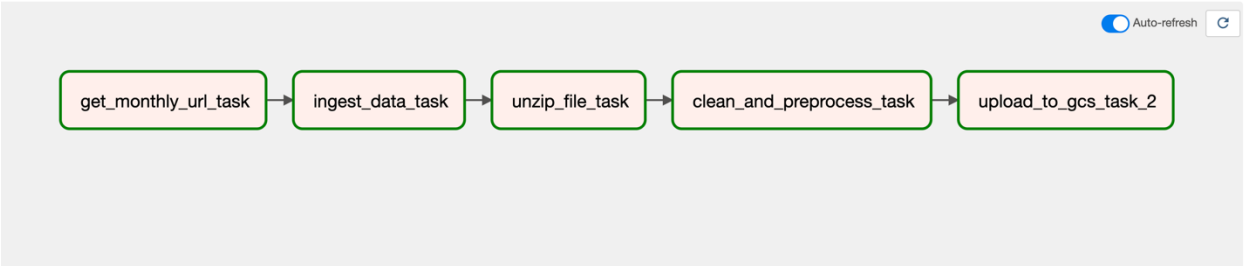 Auto-refresh
get_monthly_url_task
ingest_data_task
unzip_file_task
clean_and_preprocess_task
upload_to_gcs_task_2